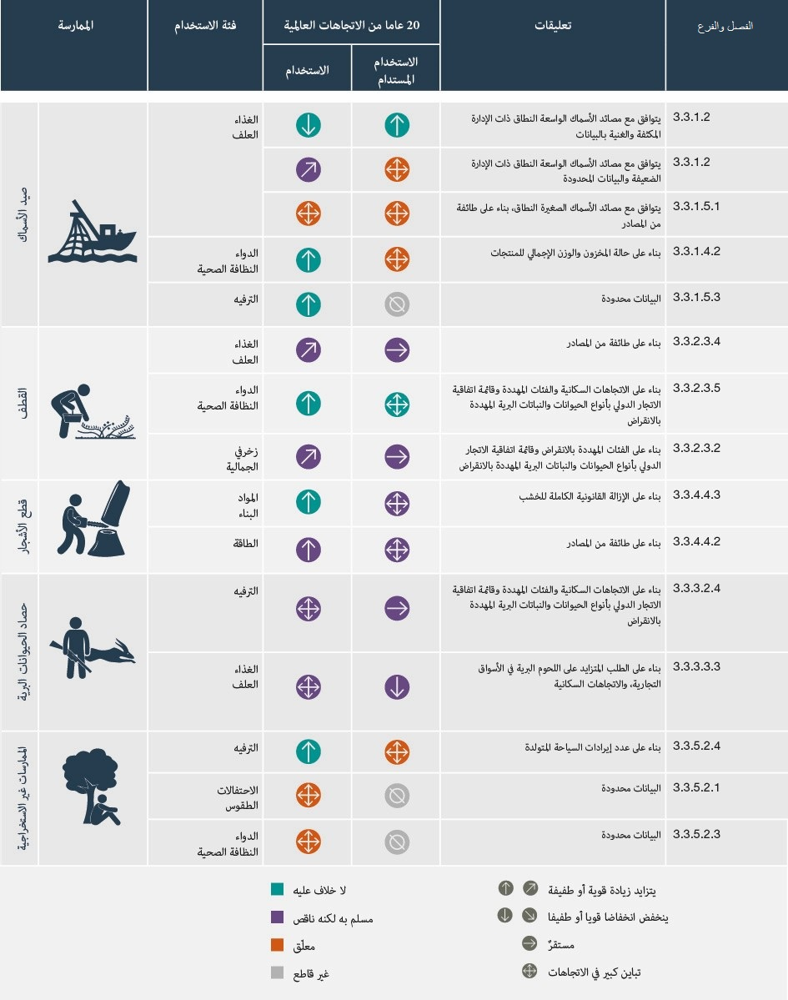 الممارسة
فئة الاستخدام
20 عاما من الاتجاهات العالمية
تعليقات
الفصل والفرع
الاستخدام
الاستخدام
المستدام
صيد الأسماك
الغذاء
العلف
يتوافق مع مصائد الأسماك الواسعة النطاق ذات الإدارة
المكثفة والغنية بالبيانات
3.3.1.2
يتوافق مع مصائد الأسماك الواسعة النطاق ذات الإدارة
الضعيفة والبيانات المحدودة
3.3.1.2
يتوافق مع مصائد الأسماك الصغيرة النطاق، بناء على طائفة
من المصادر
3.3.1.5.1
الدواء
النظافة الصحية
بناء على حالة المخزون والوزن الإجمالي للمنتجات
3.3.1.4.2
الترفيه
البيانات محدودة
3.3.1.5.3
القطف
الغذاء
العلف
بناء على طائفة من المصادر
3.3.2.3.4
الدواء
النظافة الصحية
بناء على الاتجاهات السكانية والفئات المهددة وقائمة اتفاقية
الاتجار الدولي بأنواع الحيوانات والنباتات البرية المهددة
بالانقراض
3.3.2.3.5
زخرفي
الجمالية
بناء على الفئات المهددة بالانقراض وقائمة اتفاقية الاتجار
الدولي بأنواع الحيوانات والنباتات البرية المهددة بالانقراض
3.3.2.3.2
قطع الأشجار
المواد
البناء
بناء على الإزالة القانونية الكاملة للخشب
3.3.4.4.3
الطاقة
بناء على طائفة من المصادر
3.3.4.4.2
حصاد الحيوانات البرية
الترفيه
بناء على الاتجاهات السكانية والفئات المهددة وقائمة اتفاقية
الاتجار الدولي بأنواع الحيوانات والنباتات البرية المهددة
بالانقراض
3.3.3.2.4
الغذاء
العلف
بناء على الطلب المتزايد على اللحوم البرية في الأسواق
التجارية، والاتجاهات السكانية
3.3.3.3.3
الممارسات غير الاستخراجية
الترفيه
بناء على عدد إيرادات السياحة المتولدة
3.3.5.2.4
الاحتفالات
الطقوس
البيانات محدودة
3.3.5.2.1
الدواء
النظافة الصحية
البيانات محدودة
3.3.5.2.3
يتزايد زيادة قوية أو طفيفة
ينخفض انخفاضا قويا أو طفيفا
مستقرٌ
تباين كبير في الاتجاهات
لا خلاف عليه
مسلم به لكنه ناقص
معلّق
غير قاطع